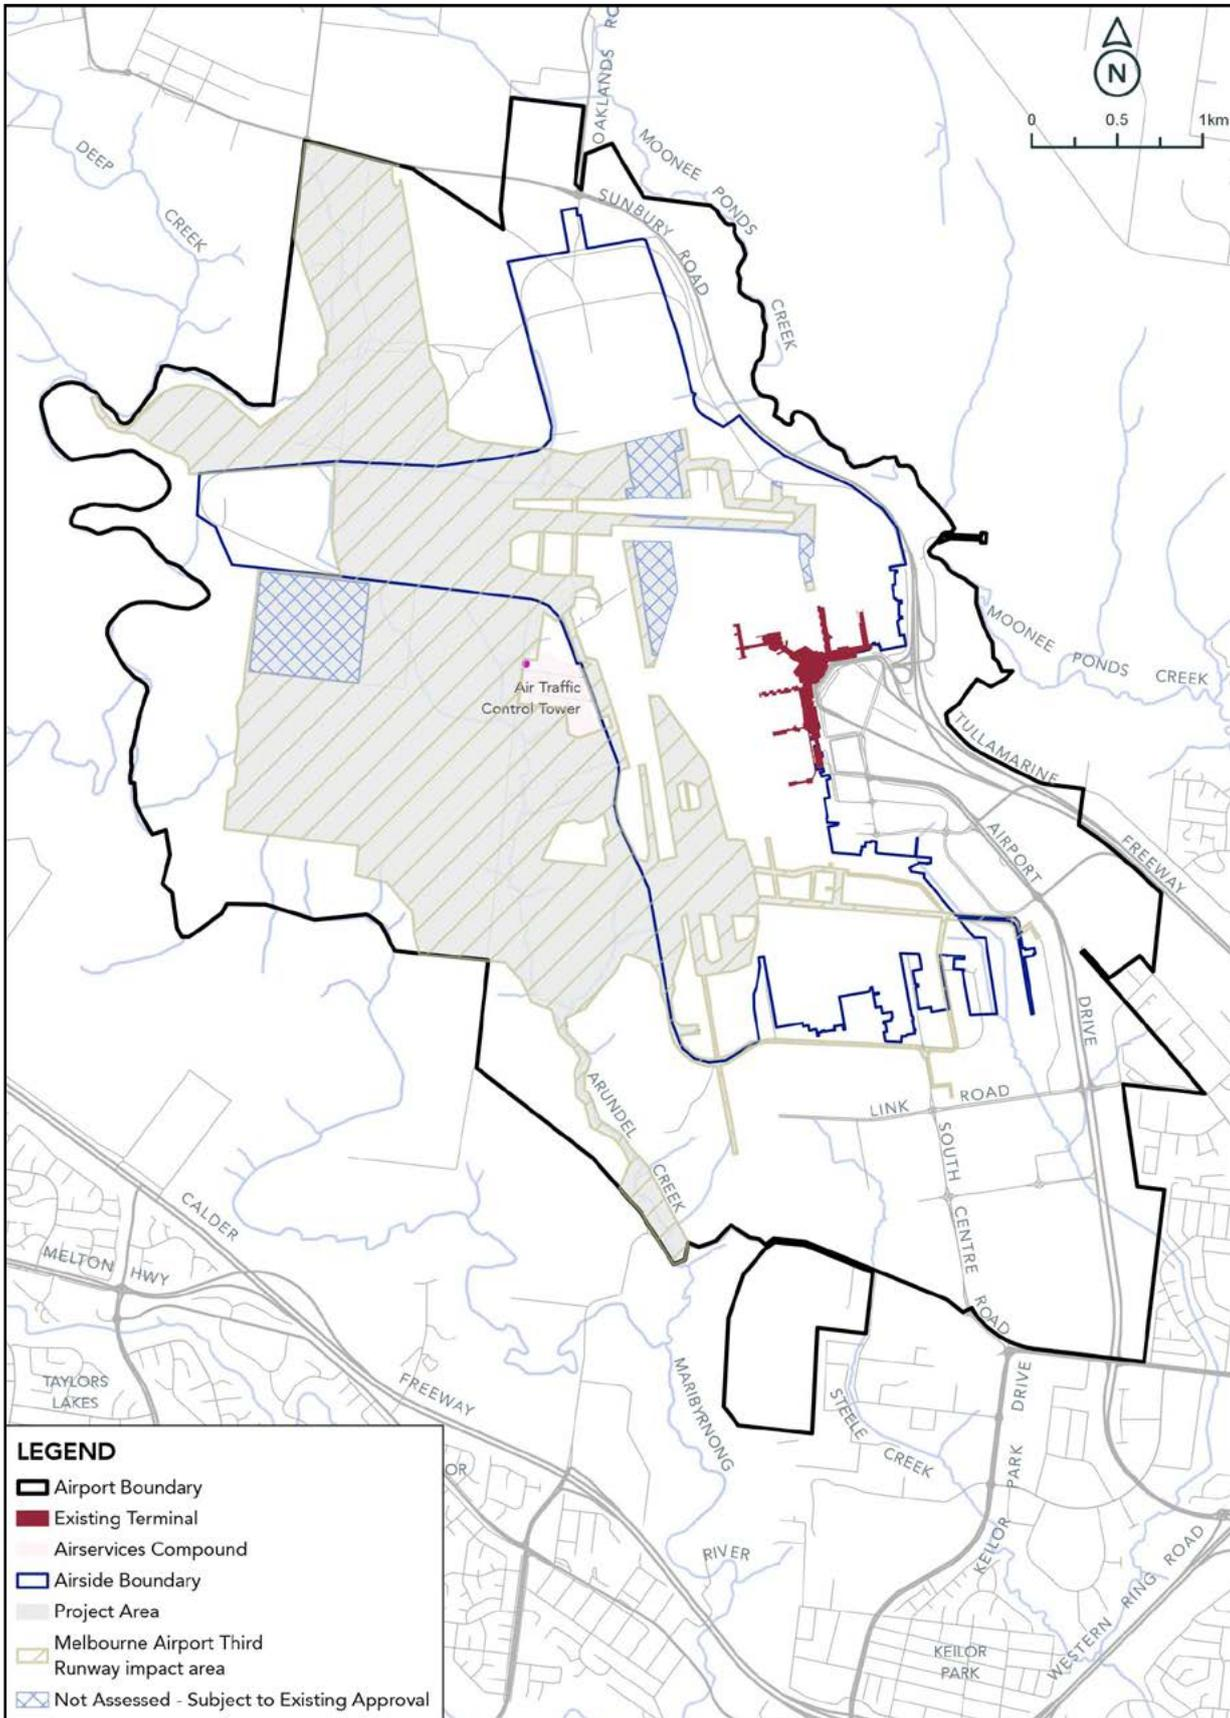 N
0 0.5 1km
OAKLANDS RO
DEEP
CREEK
MOONEE PONDS
CREEK
SUNBURY
ROAD
MOONEE PONDS CREEK
Air Traffic
Control Tower
TULLAMARINE
FREEWAY
AIRPORT
DRIVE
LINK ROAD
ARUNDEL
CREEK
SOUTH
CENTRE
ROAD
CALDER
FREEWAY
MELTON HWY
TAYLORS
LAKES
OR
MARIBYRNONG
RIVER
STEELE
CREEK
KEILOR PARK DRIVE
KEILOR
PARK
WESTERN RING ROAD
LEGEND
Airport Boundary
Existing Terminal
Airservices Compound
Airside Boundary
Project Area
Melbourne Airport Third
Runway impact area
Not Assessed - Subject to Existing Approval